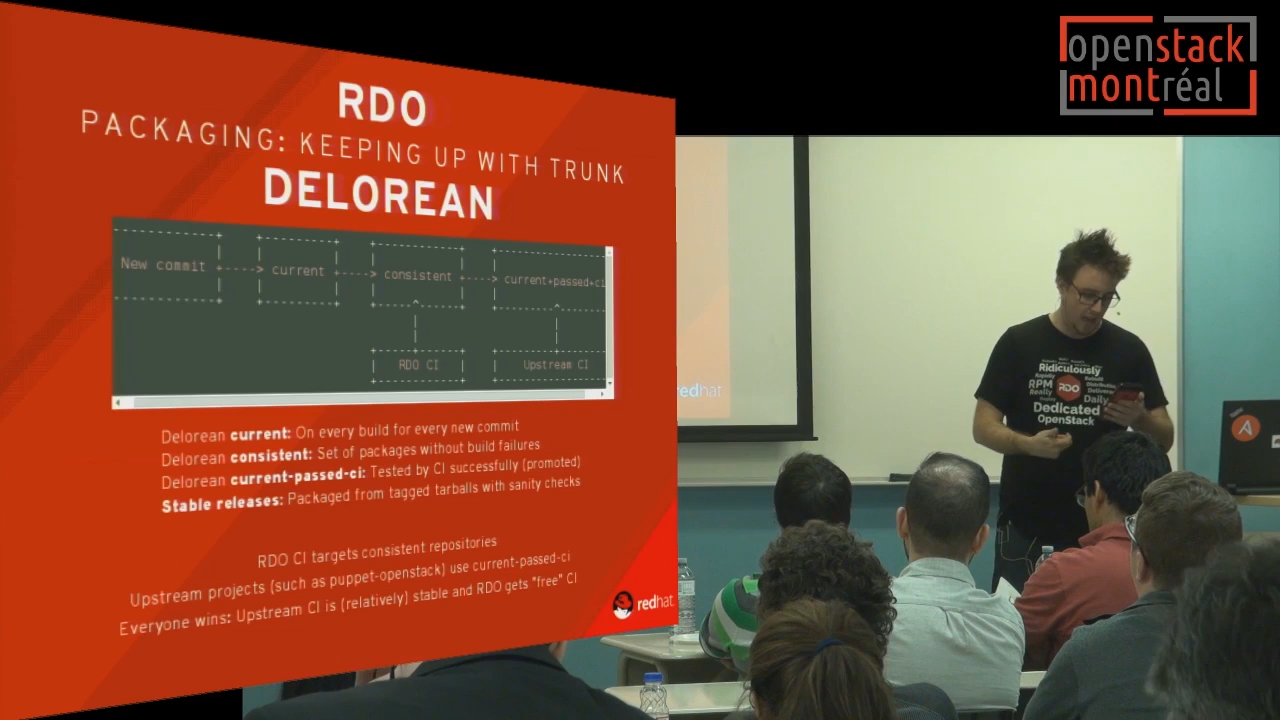 RDO
PACKAGING: KEEPING UP WITH TRUNK
DELOREAN
New commit
current
consistent
current+passed+ci
RDO CI
Upstream CI
Delorean current: On every build for every new commit
Delorean consistent: Set of packages without build failures
Delorean current-passed-ci: Tested by CI successfully (promoted)
Stable releases: Packaged from tagged tarballs with sanity checks
RDO CI targets consistent repositories
Upstream projects (such as puppet-openstack) use current-passed-ci
Everyone wins: Upstream CI is (relatively) stable and RDO gets "free" CI
redhat.
openstack
montréal
redhat
Ridiculously
RPM
RDO
Really
Daily
Dedicated
OpenStack